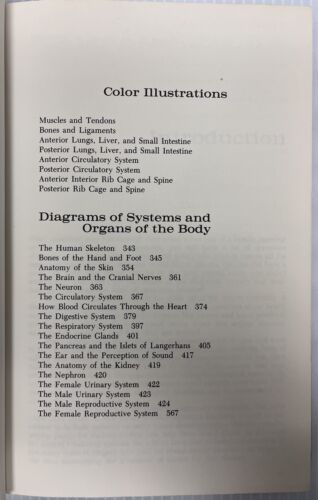 Color Illustrations
Muscles and Tendons
Bones and Ligaments
Anterior Lungs, Liver, and Small Intestine
Posterior Lungs, Liver, and Small Intestine
Anterior Circulatory System
Posterior Circulatory System
Anterior Interior Rib Cage and Spine
Posterior Rib Cage and Spine
Diagrams of Systems and
Organs of the Body
The Human Skeleton 343
Bones of the Hand and Foot 345
Anatomy of the Skin 354
The Brain and the Cranial Nerves 361
The Neuron 363
The Circulatory System 367
How Blood Circulates Through the Heart 374
The Digestive System 379
The Respiratory System 397
The Endocrine Glands 401
The Pancreas and the Islets of Langerhans 405
The Ear and the Perception of Sound 417
The Anatomy of the Kidney 419
The Nephron 420
The Female Urinary System 422
The Male Urinary System 423
The Male Reproductive System 424
The Female Reproductive System 567